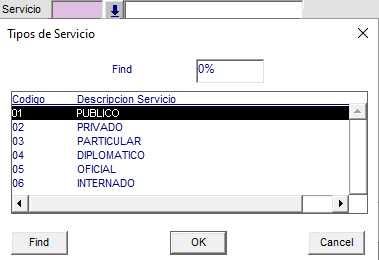 Servicio
Tipos de Servicio
Find 0%
Codigo Descripcion Servicio
01 PUBLICO
02 PRIVADO
03 PARTICULAR
04 DIPLOMATICO
05 OFICIAL
06 INTERNADO
Find OK Cancel